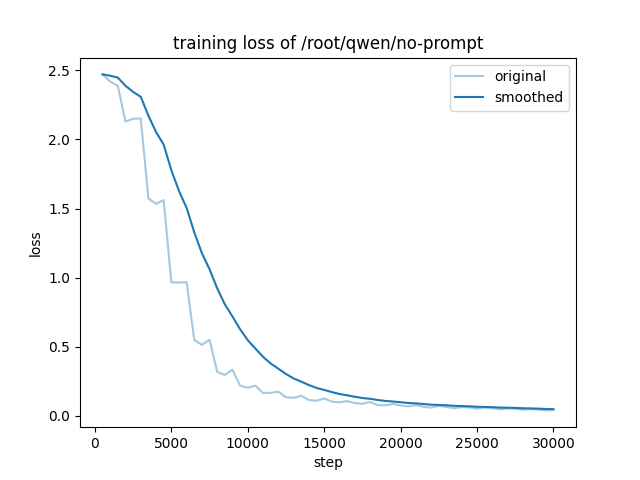 training loss of /root/qwen/no-prompt
original
smoothed
2.5
2.0
1.5
1.0
0.5
0.0
loss
0 5000 10000 15000 20000 25000 30000
step